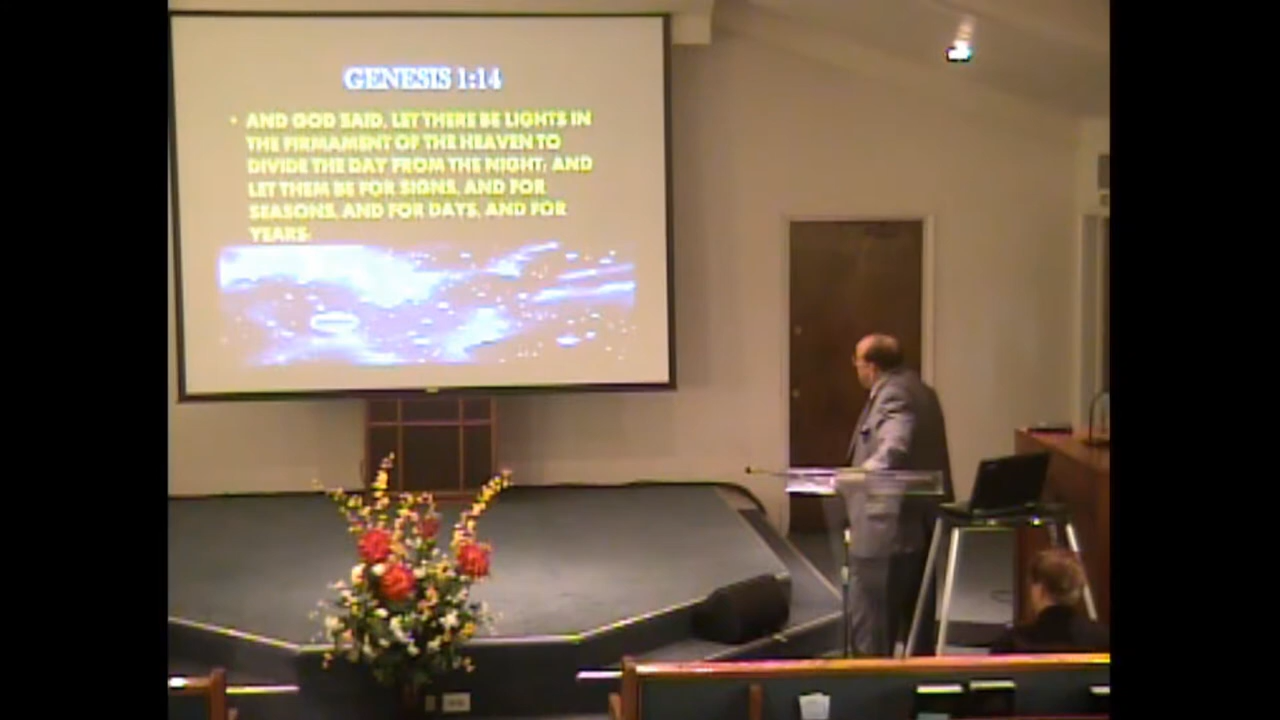 GENESIS 1:14
• AND GOD SAID, LET THERE BE LIGHTS IN
THE FIRMAMENT OF THE HEAVEN TO
DIVIDE THE DAY FROM THE NIGHT; AND
LET THEM BE FOR SIGNS, AND FOR
SEASONS, AND FOR DAYS, AND FOR
YEARS: